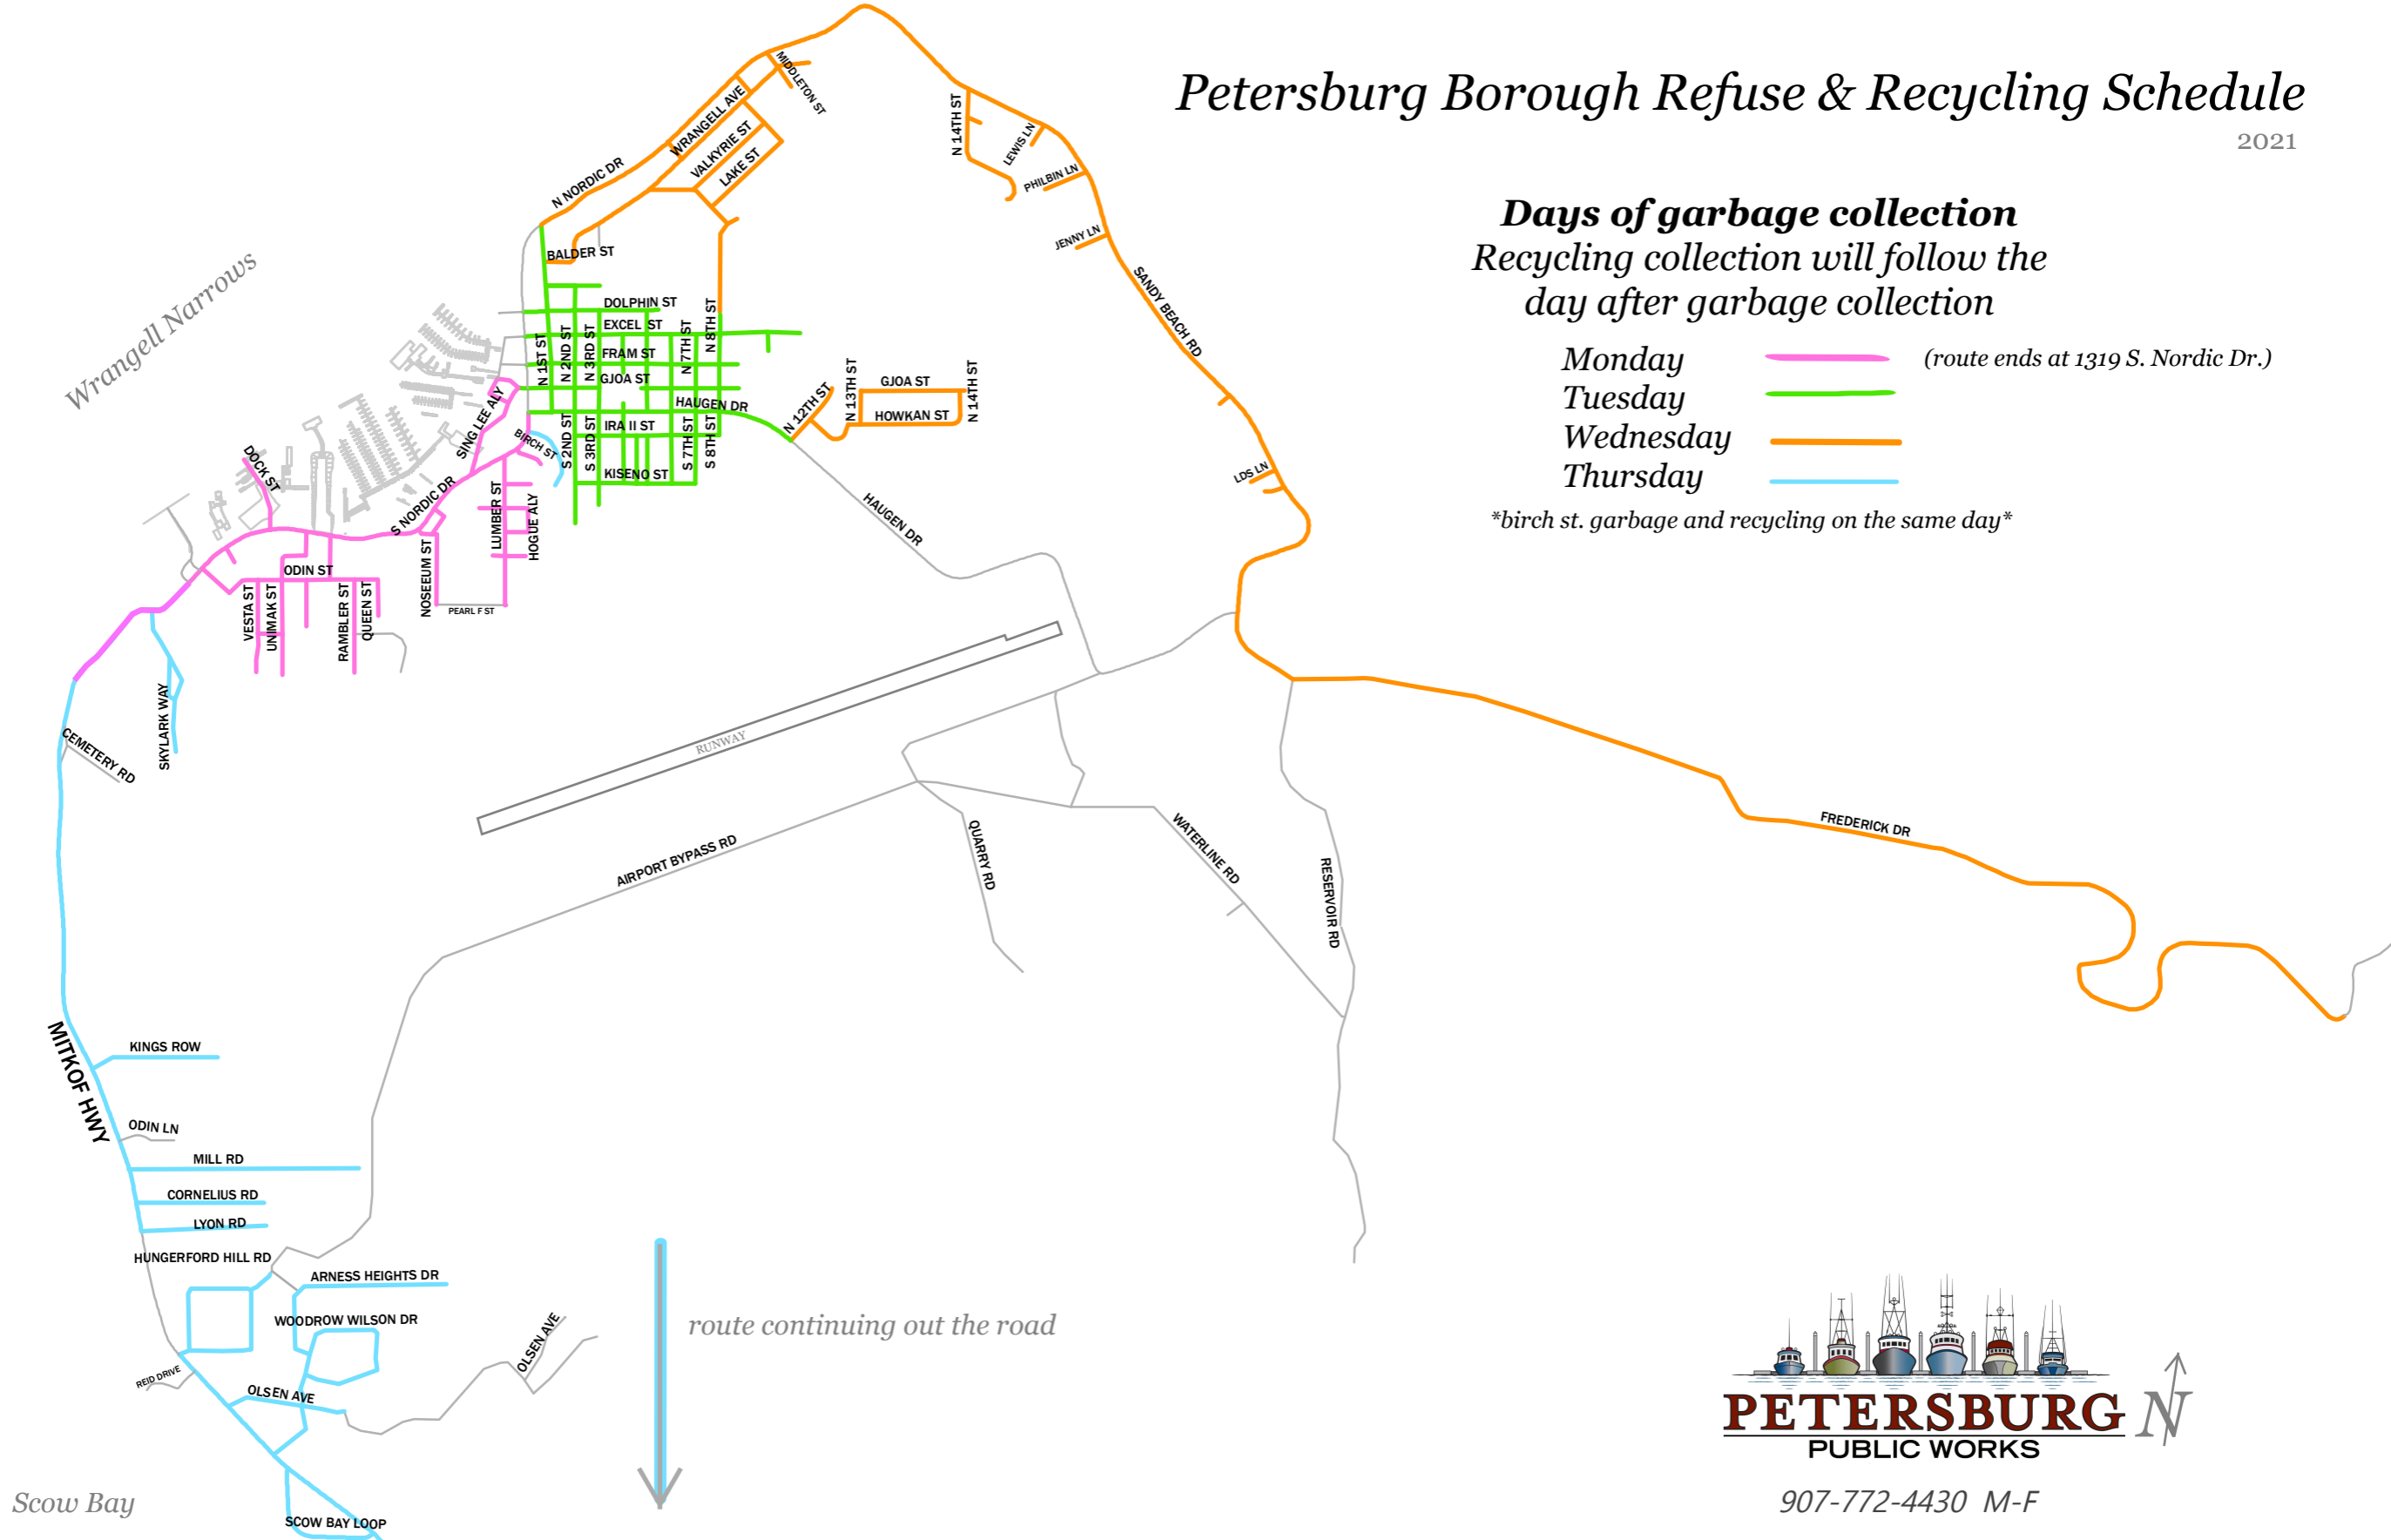 Petersburg Borough Refuse & Recycling Schedule
2021
Days of garbage collection
Recycling collection will follow the
day after garbage collection
Monday
(route ends at 1319 S. Nordic Dr.)
Tuesday
Wednesday
Thursday
*birch st. garbage and recycling on the same day*
Wrangell Narrows
MIDDLETON ST
WRANGELL AVE
VALKYRIE ST
LAKE ST
N NORDIC DR
BALDER ST
N 14TH ST
LEWIS LN
PHILBIN LN
JENNY LN
SANDY BEACH RD
LDS LN
DOLPHIN ST
EXCEL ST
FRAM ST
GJOA ST
HAUGEN DR
IRA II ST
KISENO ST
N 1ST ST
N 2ND ST
N 3RD ST
N 7TH ST
N 8TH ST
S 2ND ST
S 3RD ST
S 7TH ST
S 8TH ST
N 12TH ST
N 13TH ST
GJOA ST
HOWKAN ST
N 14TH ST
SING LEE ALY
BIRCH ST
DOCK ST
S NORDIC DR
LUMBER ST
HOGUE ALY
NOSEEUM ST
PEARL F ST
ODIN ST
VESTA ST
UNIMAK ST
RAMBLER ST
QUEEN ST
HAUGEN DR
SKYLARK WAY
CEMETERY RD
RUNWAY
AIRPORT BYPASS RD
QUARRY RD
WATERLINE RD
RESERVOIR RD
FREDERICK DR
MITKOF HWY
KINGS ROW
ODIN LN
MILL RD
CORNELIUS RD
LYON RD
HUNGERFORD HILL RD
ARNESS HEIGHTS DR
WOODROW WILSON DR
REID DRIVE
OLSEN AVE
OLSEN AVE
SCOW BAY LOOP
Scow Bay
route continuing out the road
PETERSBURG
PUBLIC WORKS
N
907-772-4430 M-F